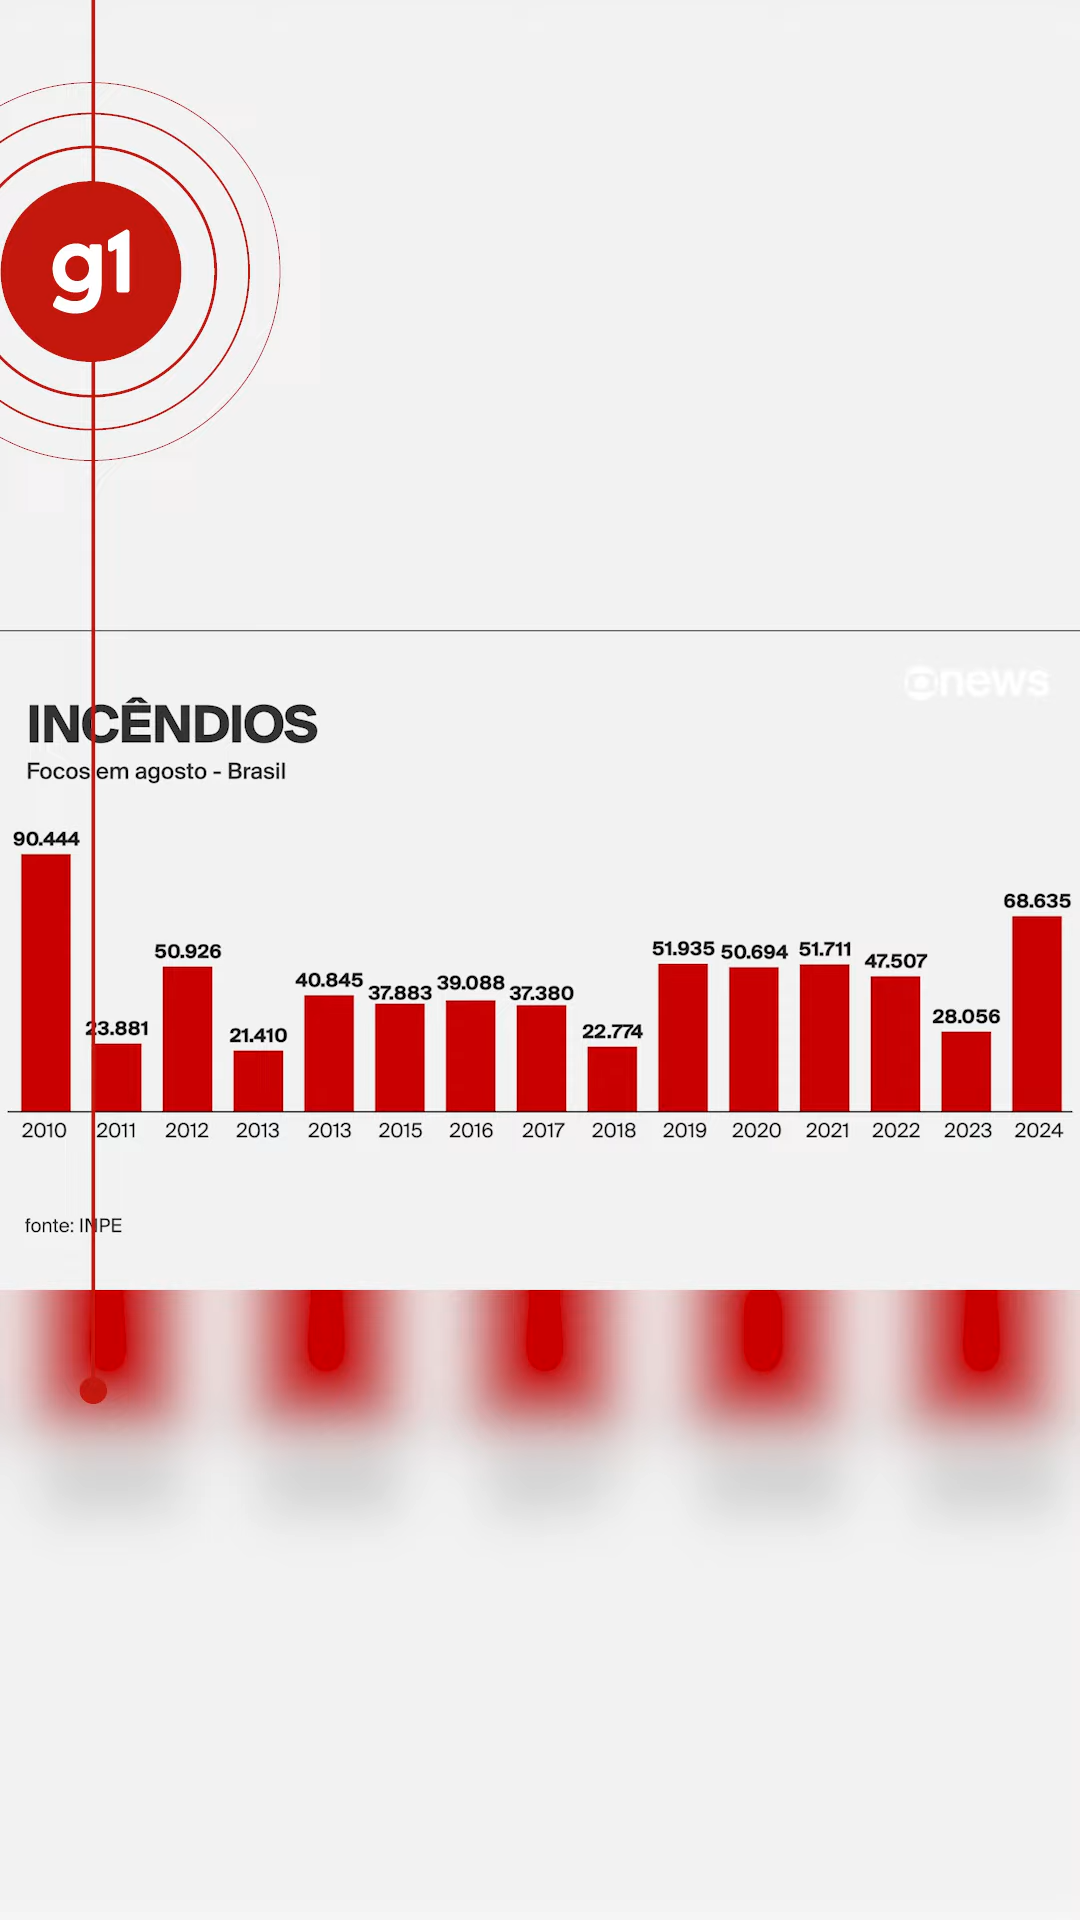 g1
news
INCÊNDIOS
Focos em agosto - Brasil
90.444 23.881 50.926 21.410 40.845 37.883 39.088 37.380 22.774 51.935 50.694 51.711 47.507 28.056 68.635
2010 2011 2012 2013 2013 2015 2016 2017 2018 2019 2020 2021 2022 2023 2024
fonte: INPE